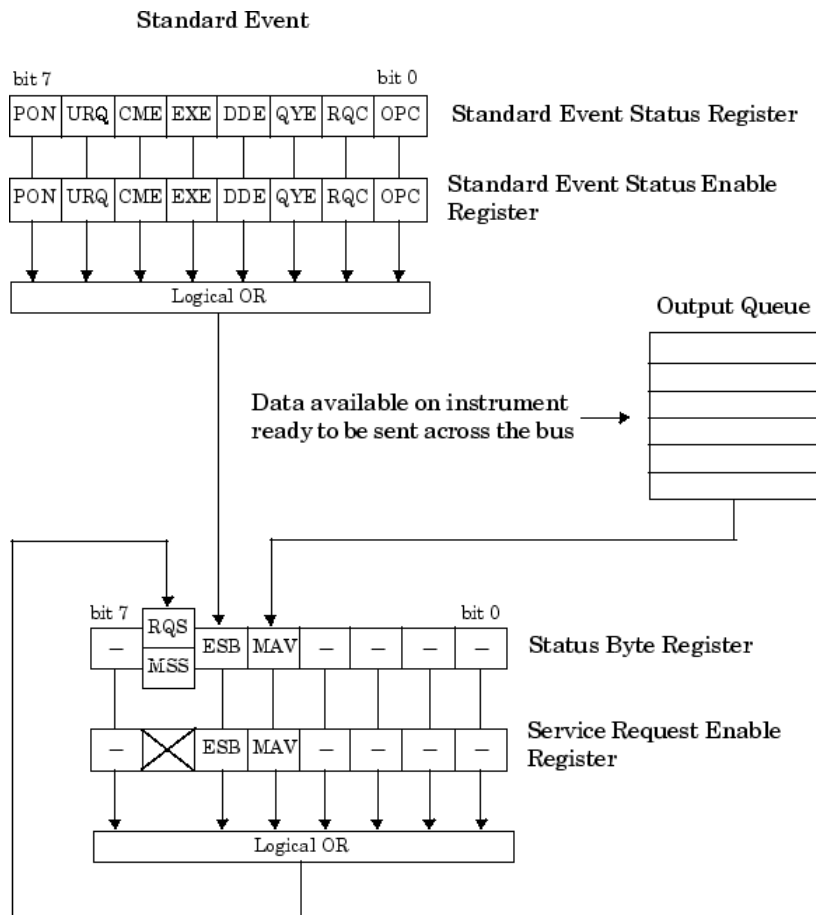 Standard Event
bit 7 bit 0
PON URQ CME EXE DDE QYE RQC OPC Standard Event Status Register
PON URQ CME EXE DDE QYE RQC OPC Standard Event Status Enable
Register
Logical OR
Output Queue
Data available on instrument
ready to be sent across the bus
bit 7 bit 0
RQS
– ESB MAV – – – – Status Byte Register
MSS
– ESB MAV – – – – Service Request Enable
Register
Logical OR